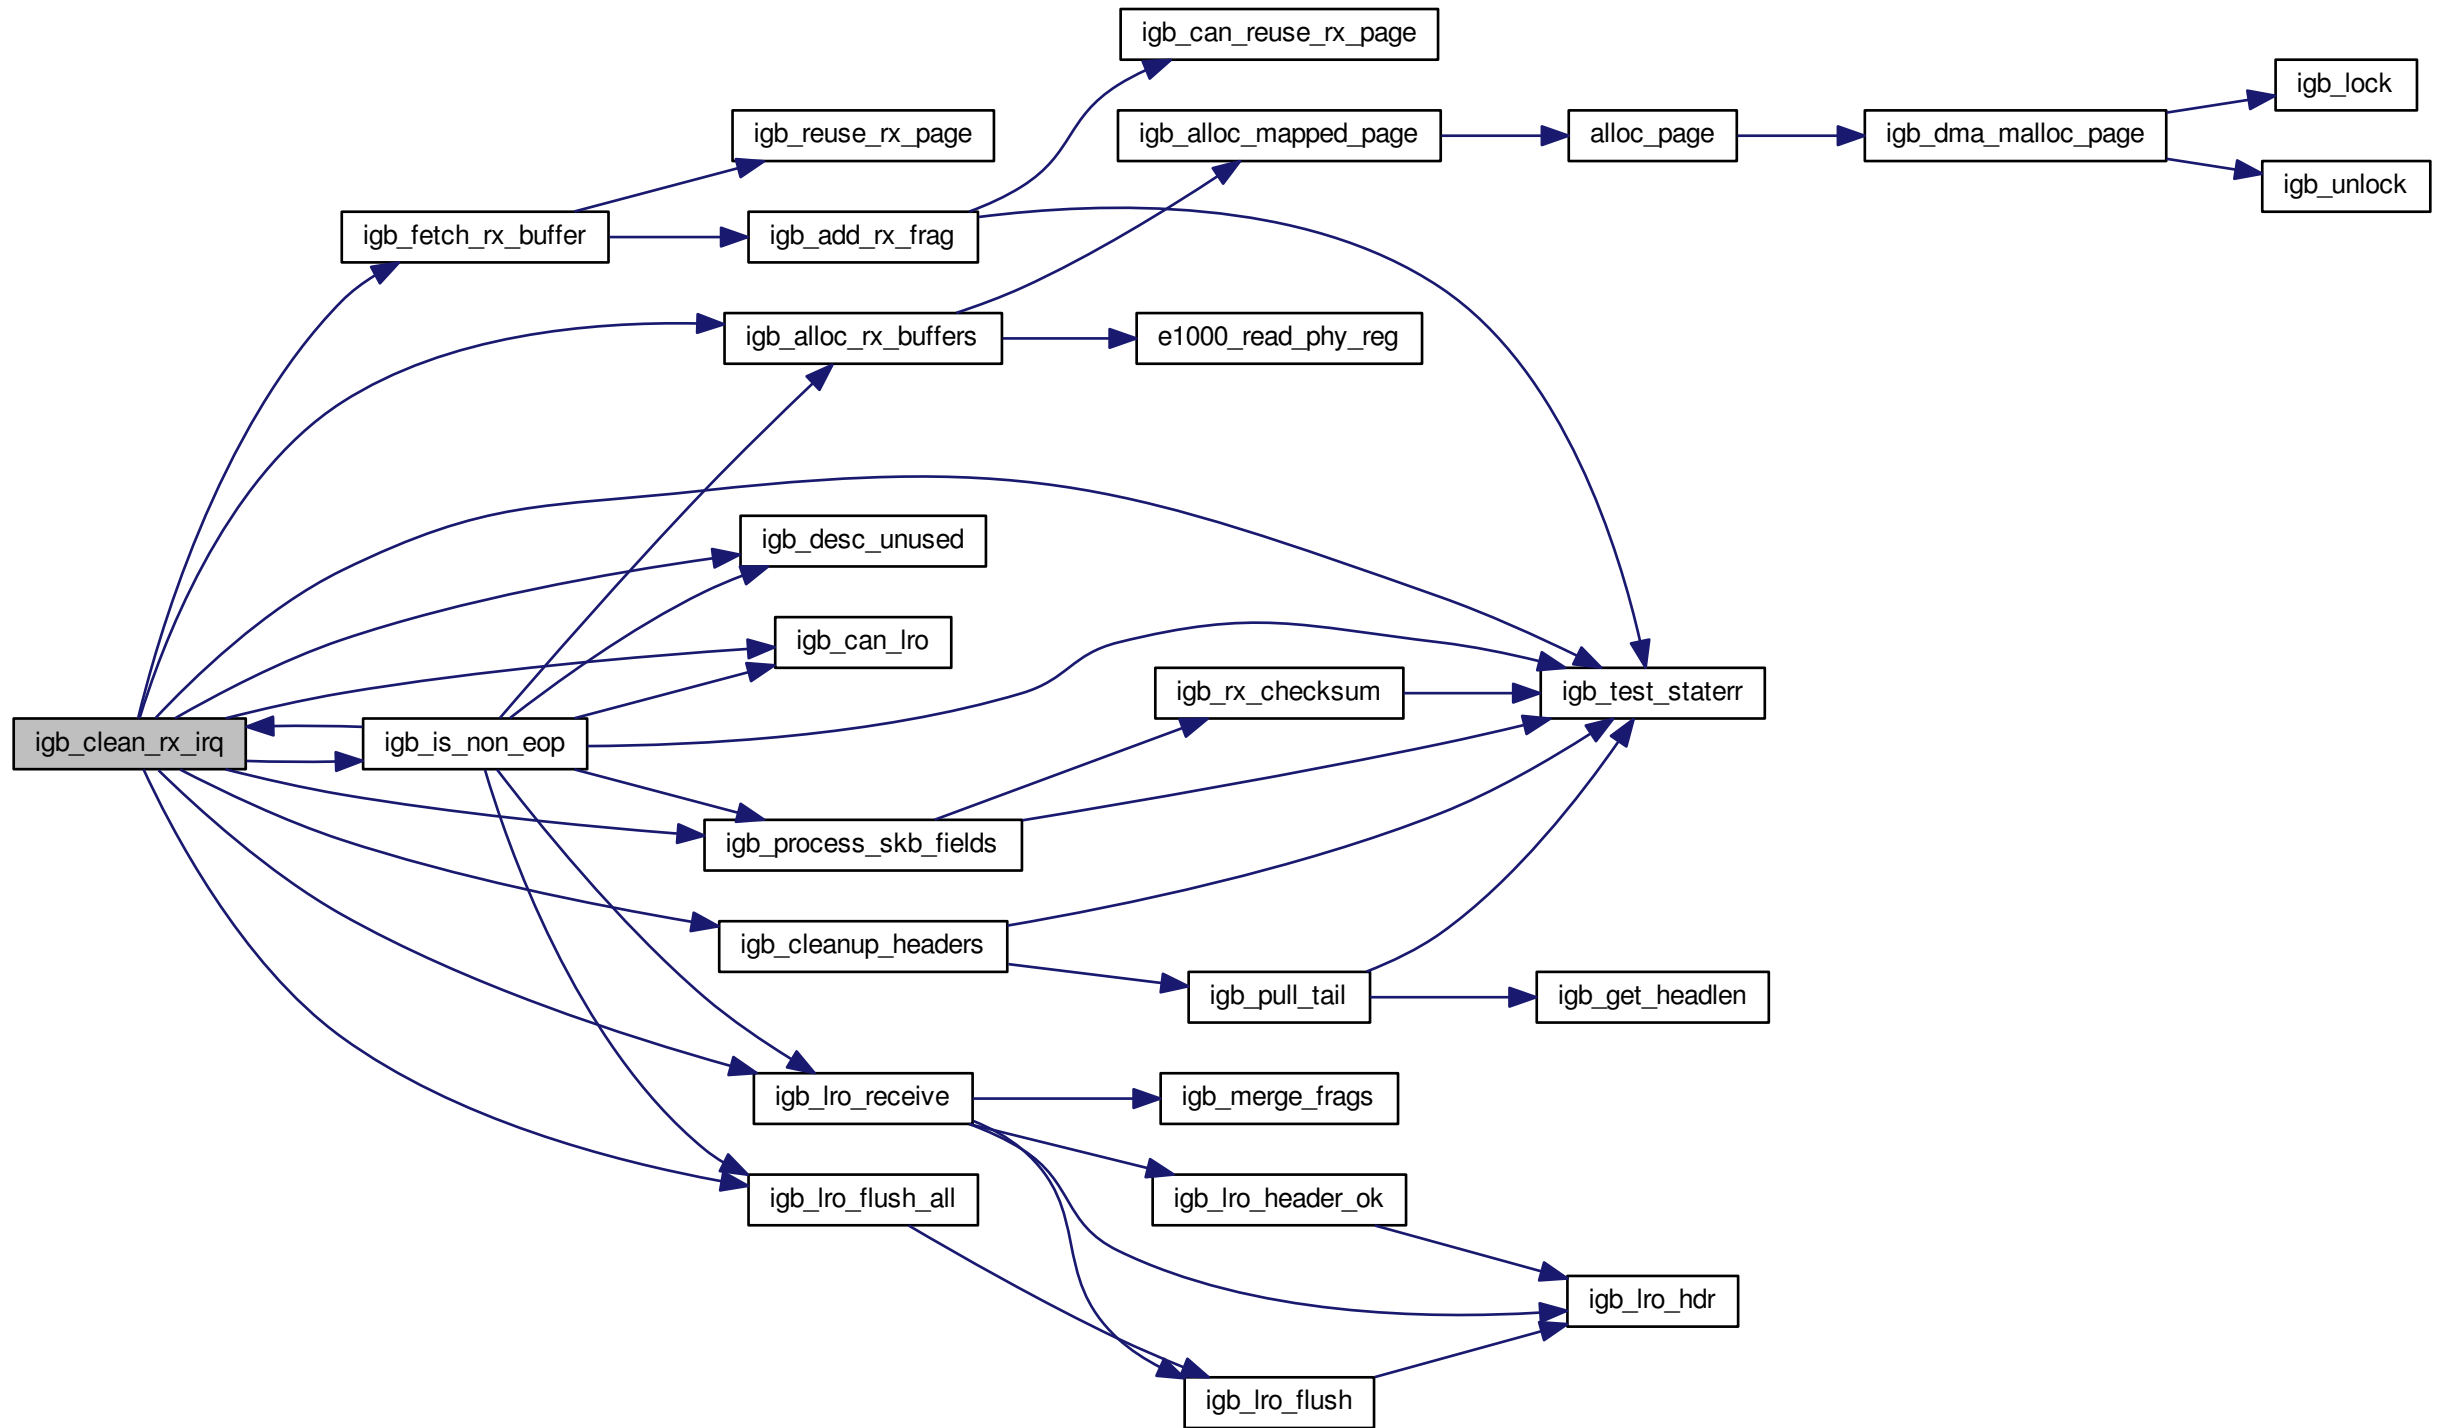 igb_can_reuse_rx_page
igb_lock
igb_reuse_rx_page
igb_alloc_mapped_page
alloc_page
igb_dma_malloc_page
igb_unlock
igb_fetch_rx_buffer
igb_add_rx_frag
igb_alloc_rx_buffers
e1000_read_phy_reg
igb_desc_unused
igb_can_lro
igb_rx_checksum
igb_test_staterr
igb_clean_rx_irq
igb_is_non_eop
igb_process_skb_fields
igb_cleanup_headers
igb_pull_tail
igb_get_headlen
igb_lro_receive
igb_merge_frags
igb_lro_flush_all
igb_lro_header_ok
igb_lro_hdr
igb_lro_flush